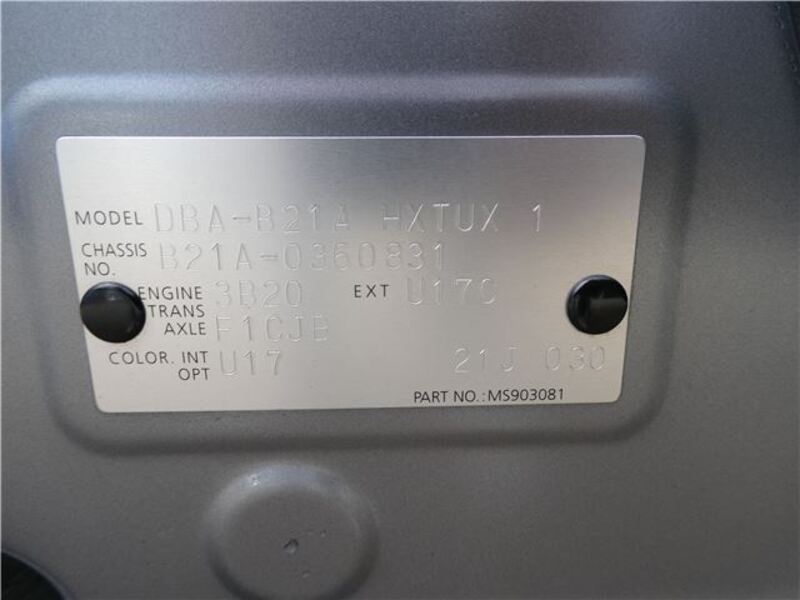 MODEL DBA-B21A HXTUX 1
CHASSIS NO. B21A-0360831
ENGINE 3B20 EXT U17C
TRANS AXLE F1CJB
COLOR. INT OPT U17 21J 030
PART NO.:MS903081